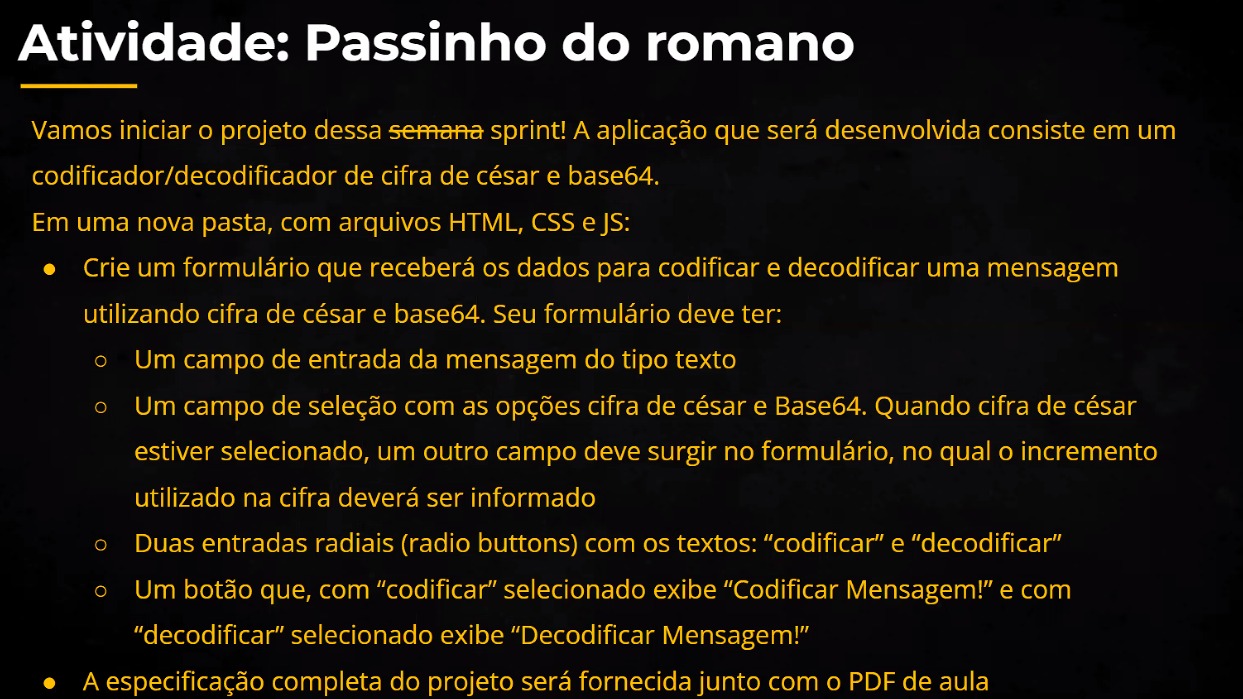 Atividade: Passinho do romano
Vamos iniciar o projeto dessa semana sprint! A aplicação que será desenvolvida consiste em um
codificador/decodificador de cifra de césar e base64.
Em uma nova pasta, com arquivos HTML, CSS e JS:
● Crie um formulário que receberá os dados para codificar e decodificar uma mensagem
utilizando cifra de césar e base64. Seu formulário deve ter:
○ Um campo de entrada da mensagem do tipo texto
○ Um campo de seleção com as opções cifra de césar e Base64. Quando cifra de césar
estiver selecionado, um outro campo deve surgir no formulário, no qual o incremento
utilizado na cifra deverá ser informado
○ Duas entradas radiais (radio buttons) com os textos: “codificar” e “decodificar”
○ Um botão que, com “codificar” selecionado exibe “Codificar Mensagem!” e com
“decodificar” selecionado exibe “Decodificar Mensagem!”
● A especificação completa do projeto será fornecida junto com o PDF de aula